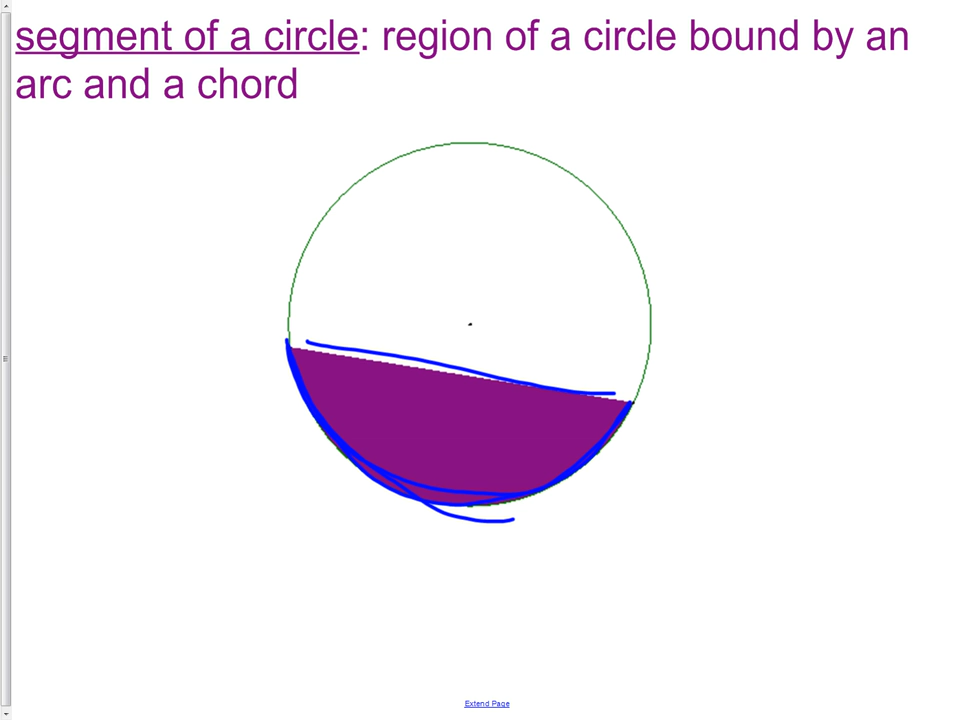 segment of a circle: region of a circle bound by an
arc and a chord
Extend Page